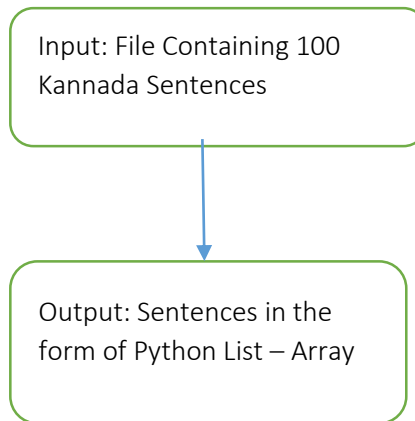 Input: File Containing 100
Kannada Sentences
Output: Sentences in the
form of Python List – Array